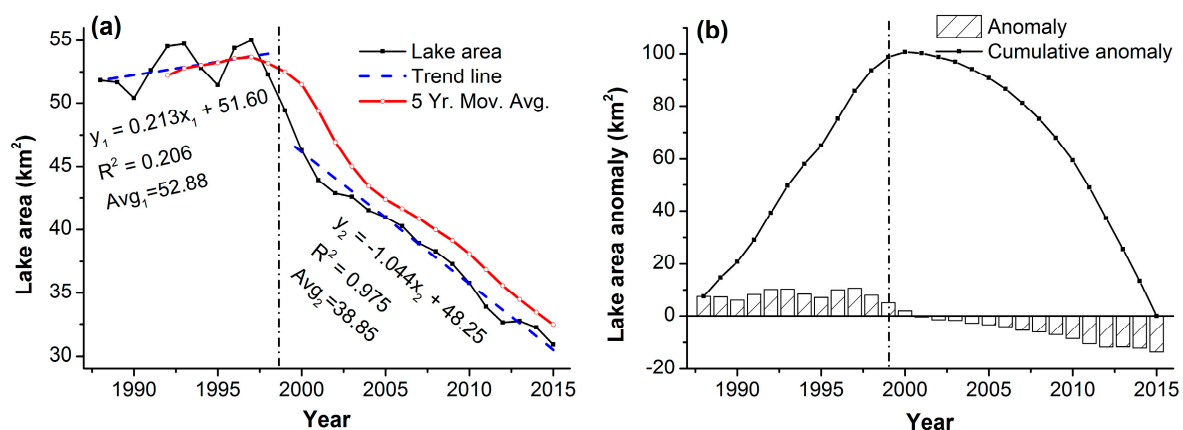 (a)
Lake area
Trend line
5 Yr. Mov. Avg.
y1 = 0.213x1 + 51.60
R2 = 0.206
Avg1=52.88
y2 = -1.044x2 + 48.25
R2 = 0.975
Avg2=38.85
55
50
45
40
35
30
Lake area (km2)
1990 1995 2000 2005 2010 2015
Year
(b)
Anomaly
Cumulative anomaly
100
80
60
40
20
0
-20
Lake area anomaly (km2)
1990 1995 2000 2005 2010 2015
Year